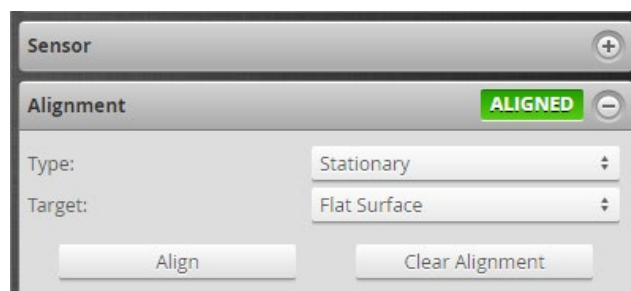 Sensor
Alignment ALIGNED
Type: Stationary
Target: Flat Surface
Align Clear Alignment